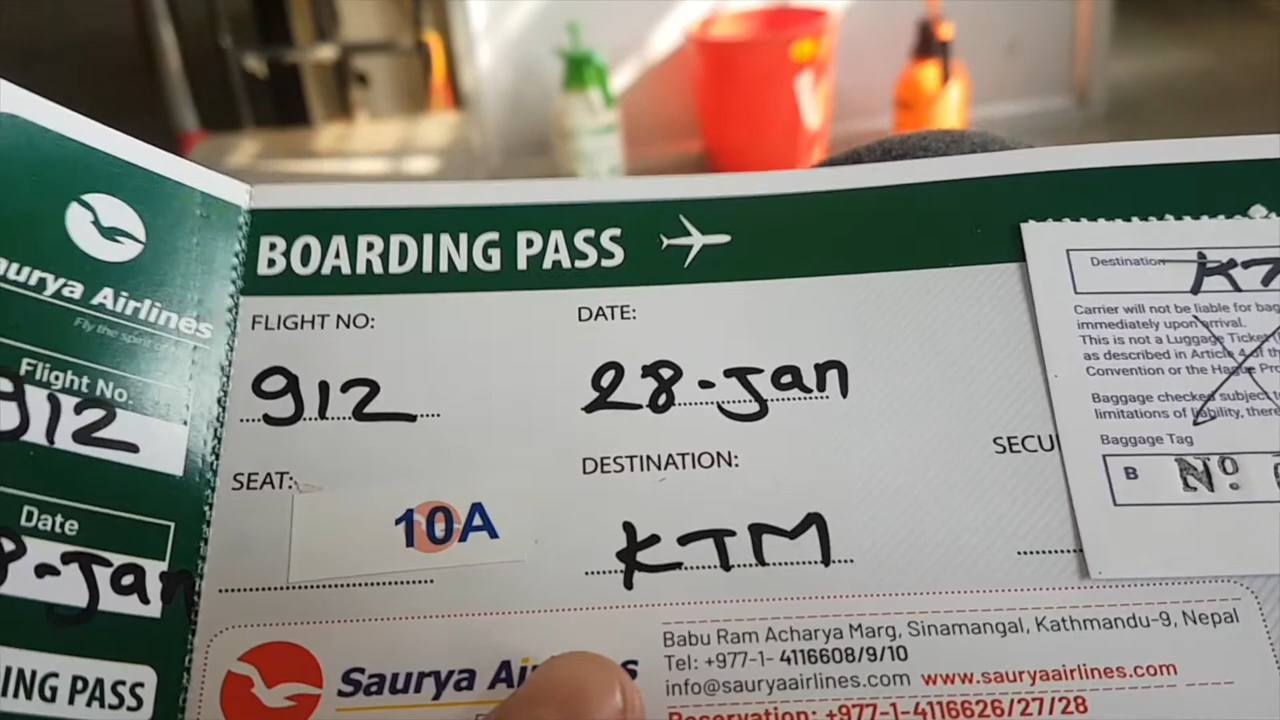 Saurya Airlines
Fly the spirit
Flight No.
912
Date
-Jan
ING PASS
BOARDING PASS
FLIGHT NO:
912
DATE:
28-Jan
SEAT:
10A
DESTINATION:
KTM
SECU
Saurya
Babu Ram Acharya Marg, Sinamangal, Kathmandu-9, Nepal
Tel: +977-1- 4116608/9/10
info@sauryaairlines.com www.sauryaairlines.com
Reservation: +977-1-4116626/27/28
Destination
Carrier will not be liable for bag
immediately upon arrival.
This is not a Luggage Ticket
as described in Article 4 of th
Convention or the Hague Pro
Baggage checked subject t
limitations of liability, there
Baggage Tag
B Nº